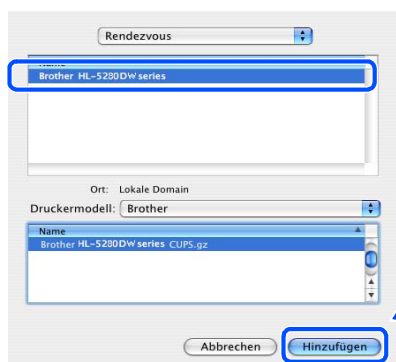 Rendezvous
Name
Brother HL-5280DW series
Ort: Lokale Domain
Druckermodell: Brother
Name
Brother HL-5280DW series CUPS.gz
Abbrechen Hinzufügen